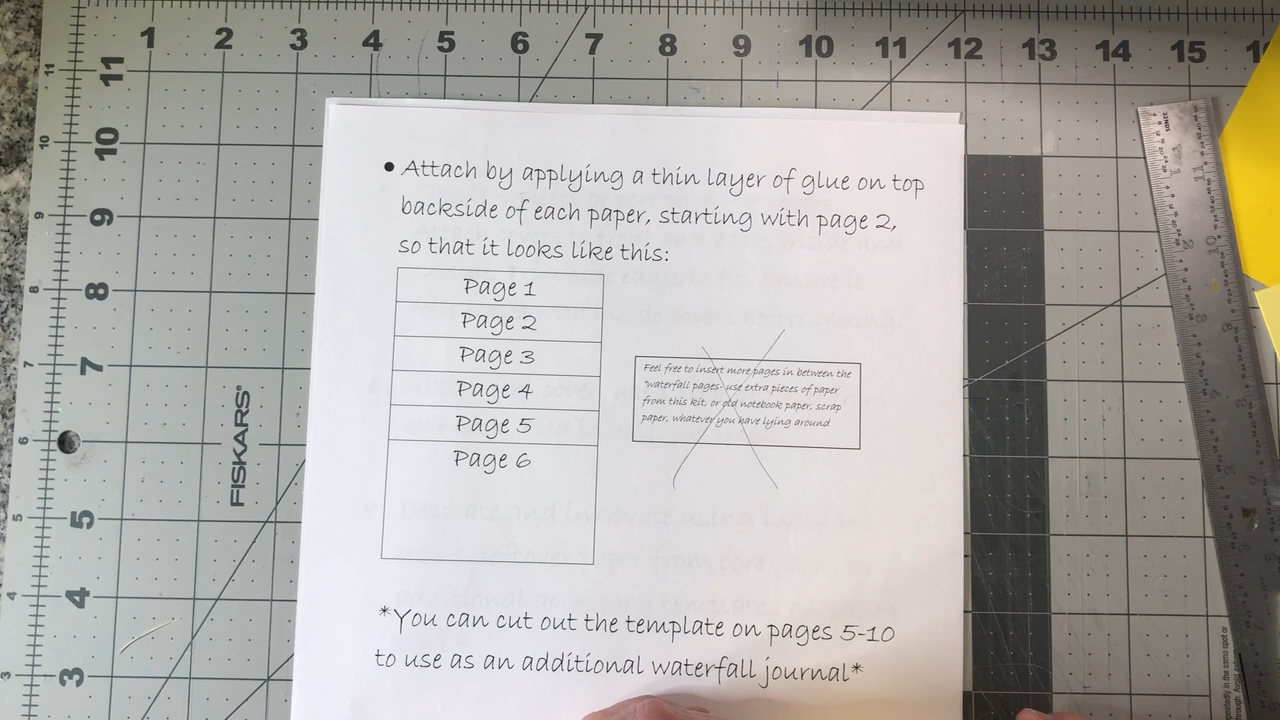 1 2 3 4 5 6 7 8 9 10 11 12 13 14 15
11
10
9
8
7
6
5
4
3
FISKARS®
• Attach by applying a thin layer of glue on top
backside of each paper, starting with page 2,
so that it looks like this:
Page 1
Page 2
Page 3
Page 4
Page 5
Page 6
Feel free to insert more pages in between the
"waterfall pages- use extra pieces of paper
from this kit, or old notebook paper, scrap
paper, whatever you have lying around
*You can cut out the template on pages 5-10
to use as an additional waterfall journal*